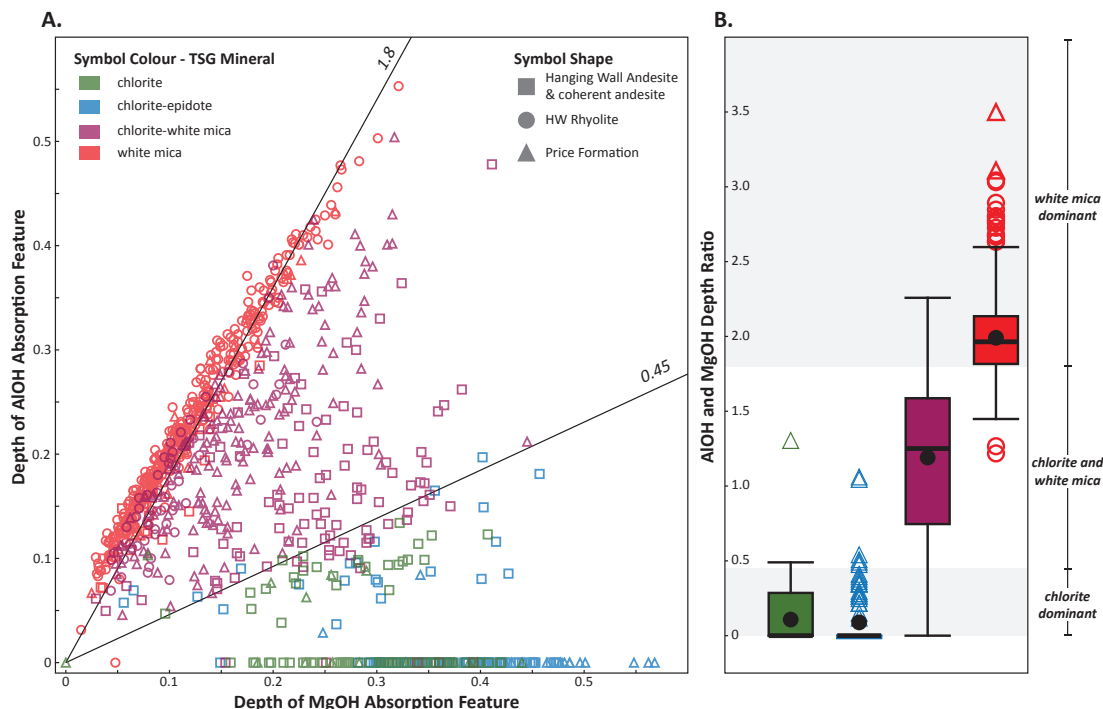 A.
Symbol Colour - TSG Mineral
chlorite
chlorite-epidote
chlorite-white mica
white mica
Symbol Shape
Hanging Wall Andesite
& coherent andesite
HW Rhyolite
Price Formation
1.8
0.45
Depth of AlOH Absorption Feature
0.5
0.4
0.3
0.2
0.1
0
0
0.1
0.2
0.3
0.4
0.5
Depth of MgOH Absorption Feature
B.
AlOH and MgOH Depth Ratio
3.5
3.0
2.5
2.0
1.5
1.0
0.5
0
white mica
dominant
chlorite and
white mica
chlorite
dominant